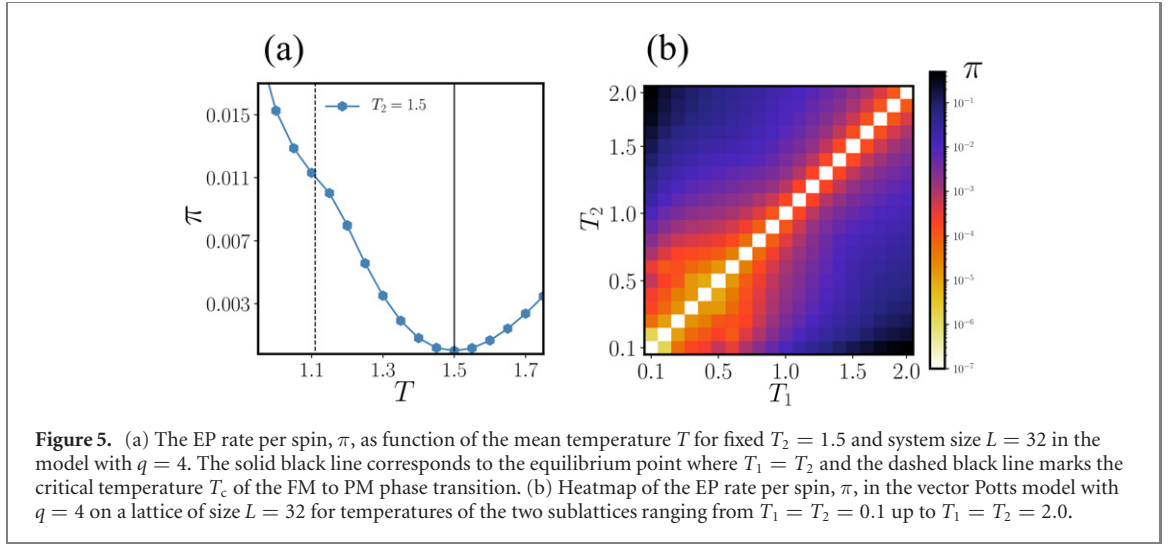 (a)
(b)
π
0.015
0.011
0.007
0.003
π
T₂ = 1.5
1.1
1.3
1.5
1.7
T
2.0
1.5
1.0
0.5
0.1
T₂
0.1
0.5
1.0
1.5
2.0
T₁
10⁻¹
10⁻²
10⁻³
10⁻⁴
10⁻⁵
10⁻⁶
10⁻⁷
Figure 5. (a) The EP rate per spin, π, as function of the mean temperature T for fixed T₂ = 1.5 and system size L = 32 in the
model with q = 4. The solid black line corresponds to the equilibrium point where T₁ = T₂ and the dashed black line marks the
critical temperature T_c of the FM to PM phase transition. (b) Heatmap of the EP rate per spin, π, in the vector Potts model with
q = 4 on a lattice of size L = 32 for temperatures of the two sublattices ranging from T₁ = T₂ = 0.1 up to T₁ = T₂ = 2.0.